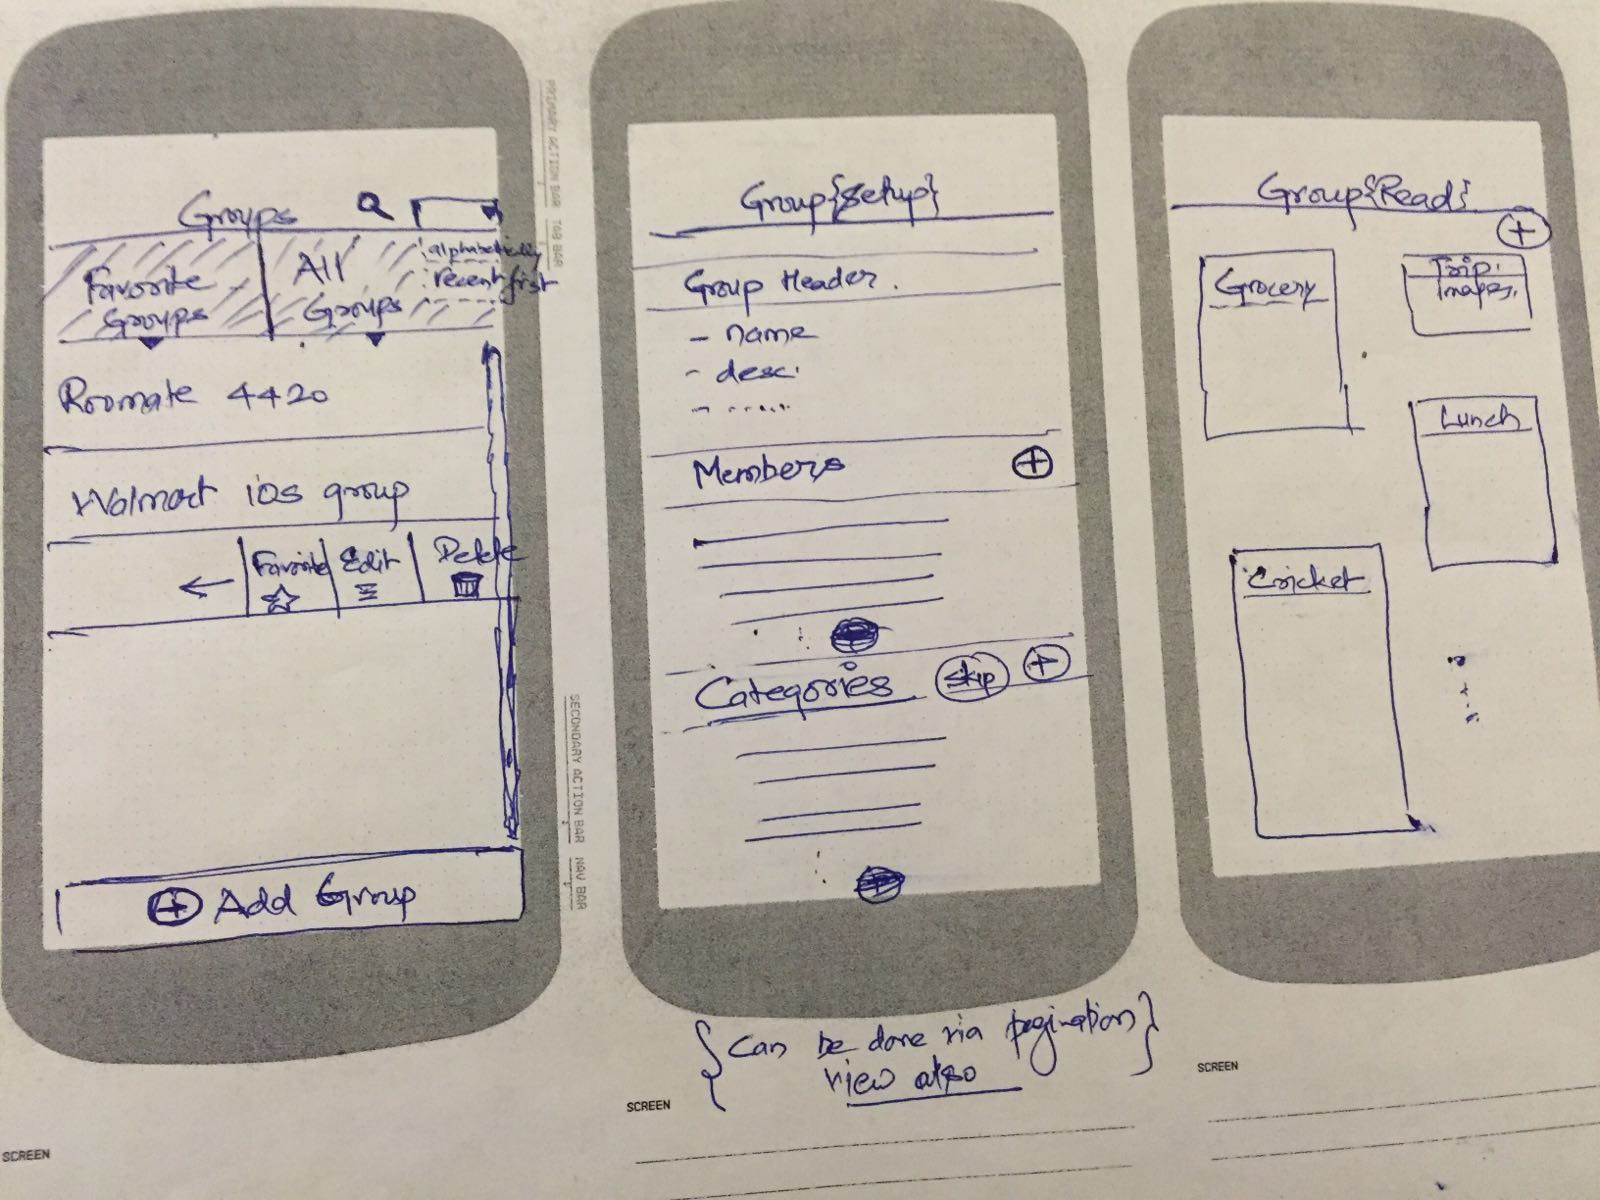 Groups
Favorite
Groups
All
Groups
alphabetically
recent first
Roomate 4420
Walmart ios group
Favorite
Edit
Delete
Add Group
PRIMARY ACTION BAR TAB BAR
SECONDARY ACTION BAR NAV BAR
SCREEN
Group{Setup}
Group Header.
- name
- desc.
Members
Categories
Skip
{Can be done via pagination}
view also
SCREEN
Group{Read}
Grocery
Trip
Images.
Lunch
Cricket
SCREEN